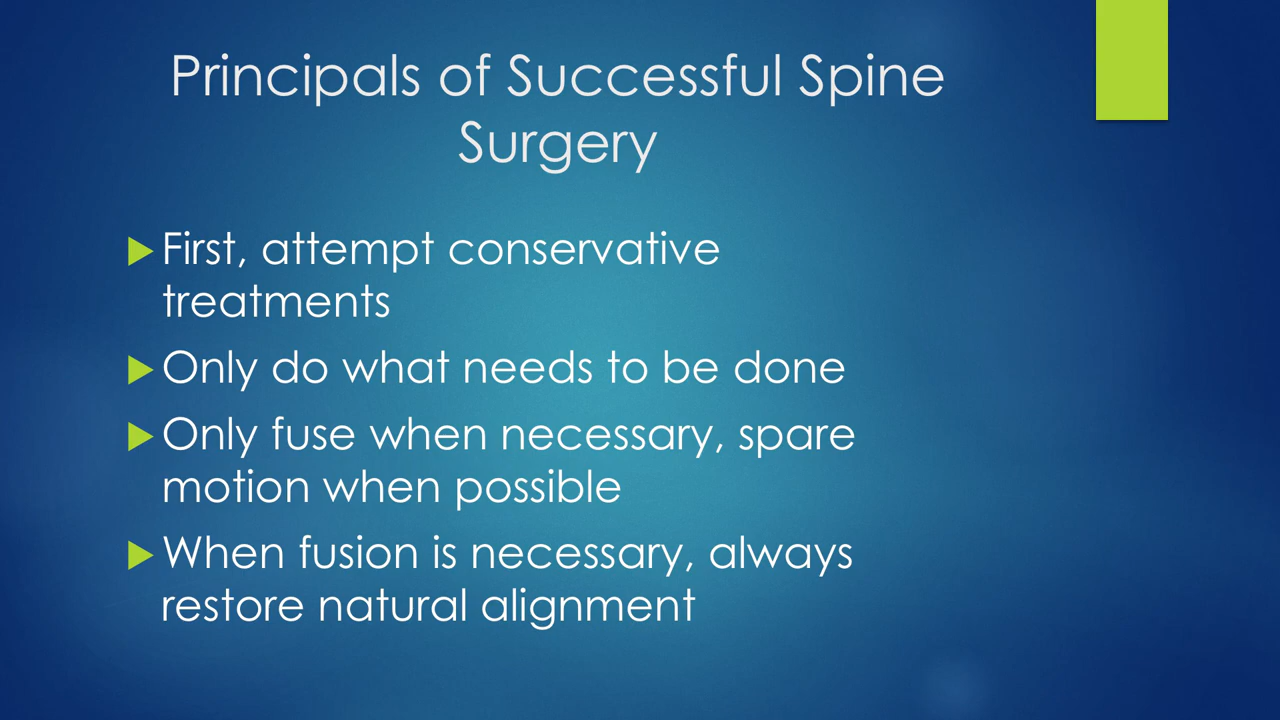 Principals of Successful Spine
Surgery
First, attempt conservative
treatments
Only do what needs to be done
Only fuse when necessary, spare
motion when possible
When fusion is necessary, always
restore natural alignment